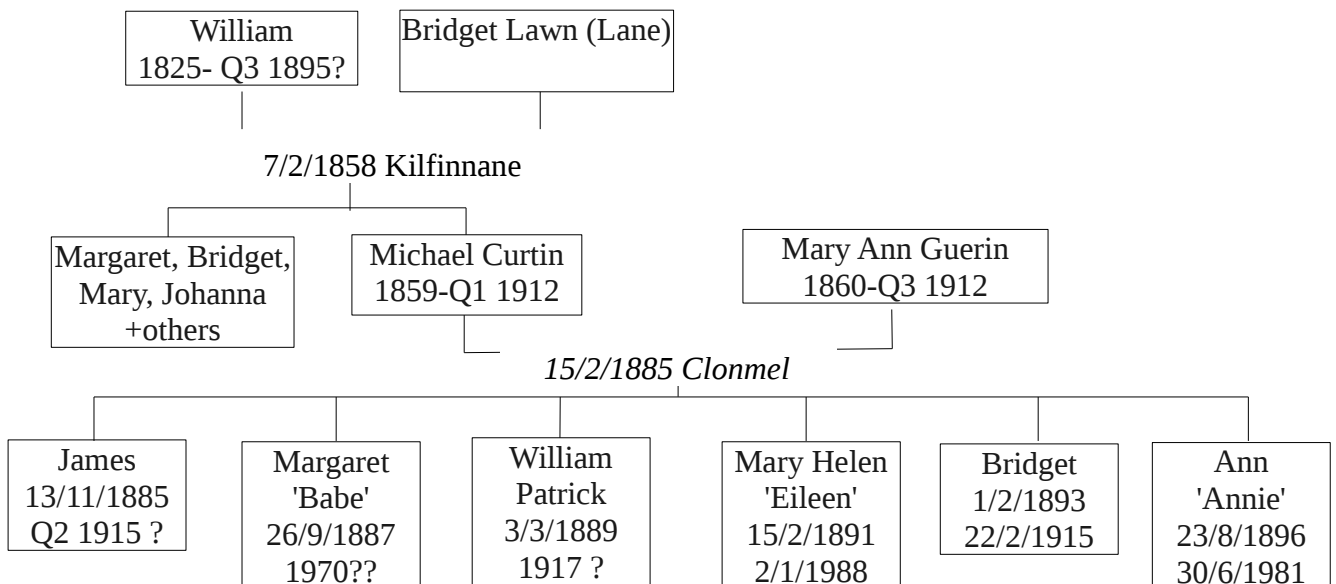 William
1825- Q3 1895?
Bridget Lawn (Lane)
7/2/1858 Kilfinnane
Margaret, Bridget,
Mary, Johanna
+others
Michael Curtin
1859-Q1 1912
Mary Ann Guerin
1860-Q3 1912
15/2/1885 Clonmel
James
13/11/1885
Q2 1915 ?
Margaret
'Babe'
26/9/1887
1970??
William
Patrick
3/3/1889
1917 ?
Mary Helen
'Eileen'
15/2/1891
2/1/1988
Bridget
1/2/1893
22/2/1915
Ann
'Annie'
23/8/1896
30/6/1981